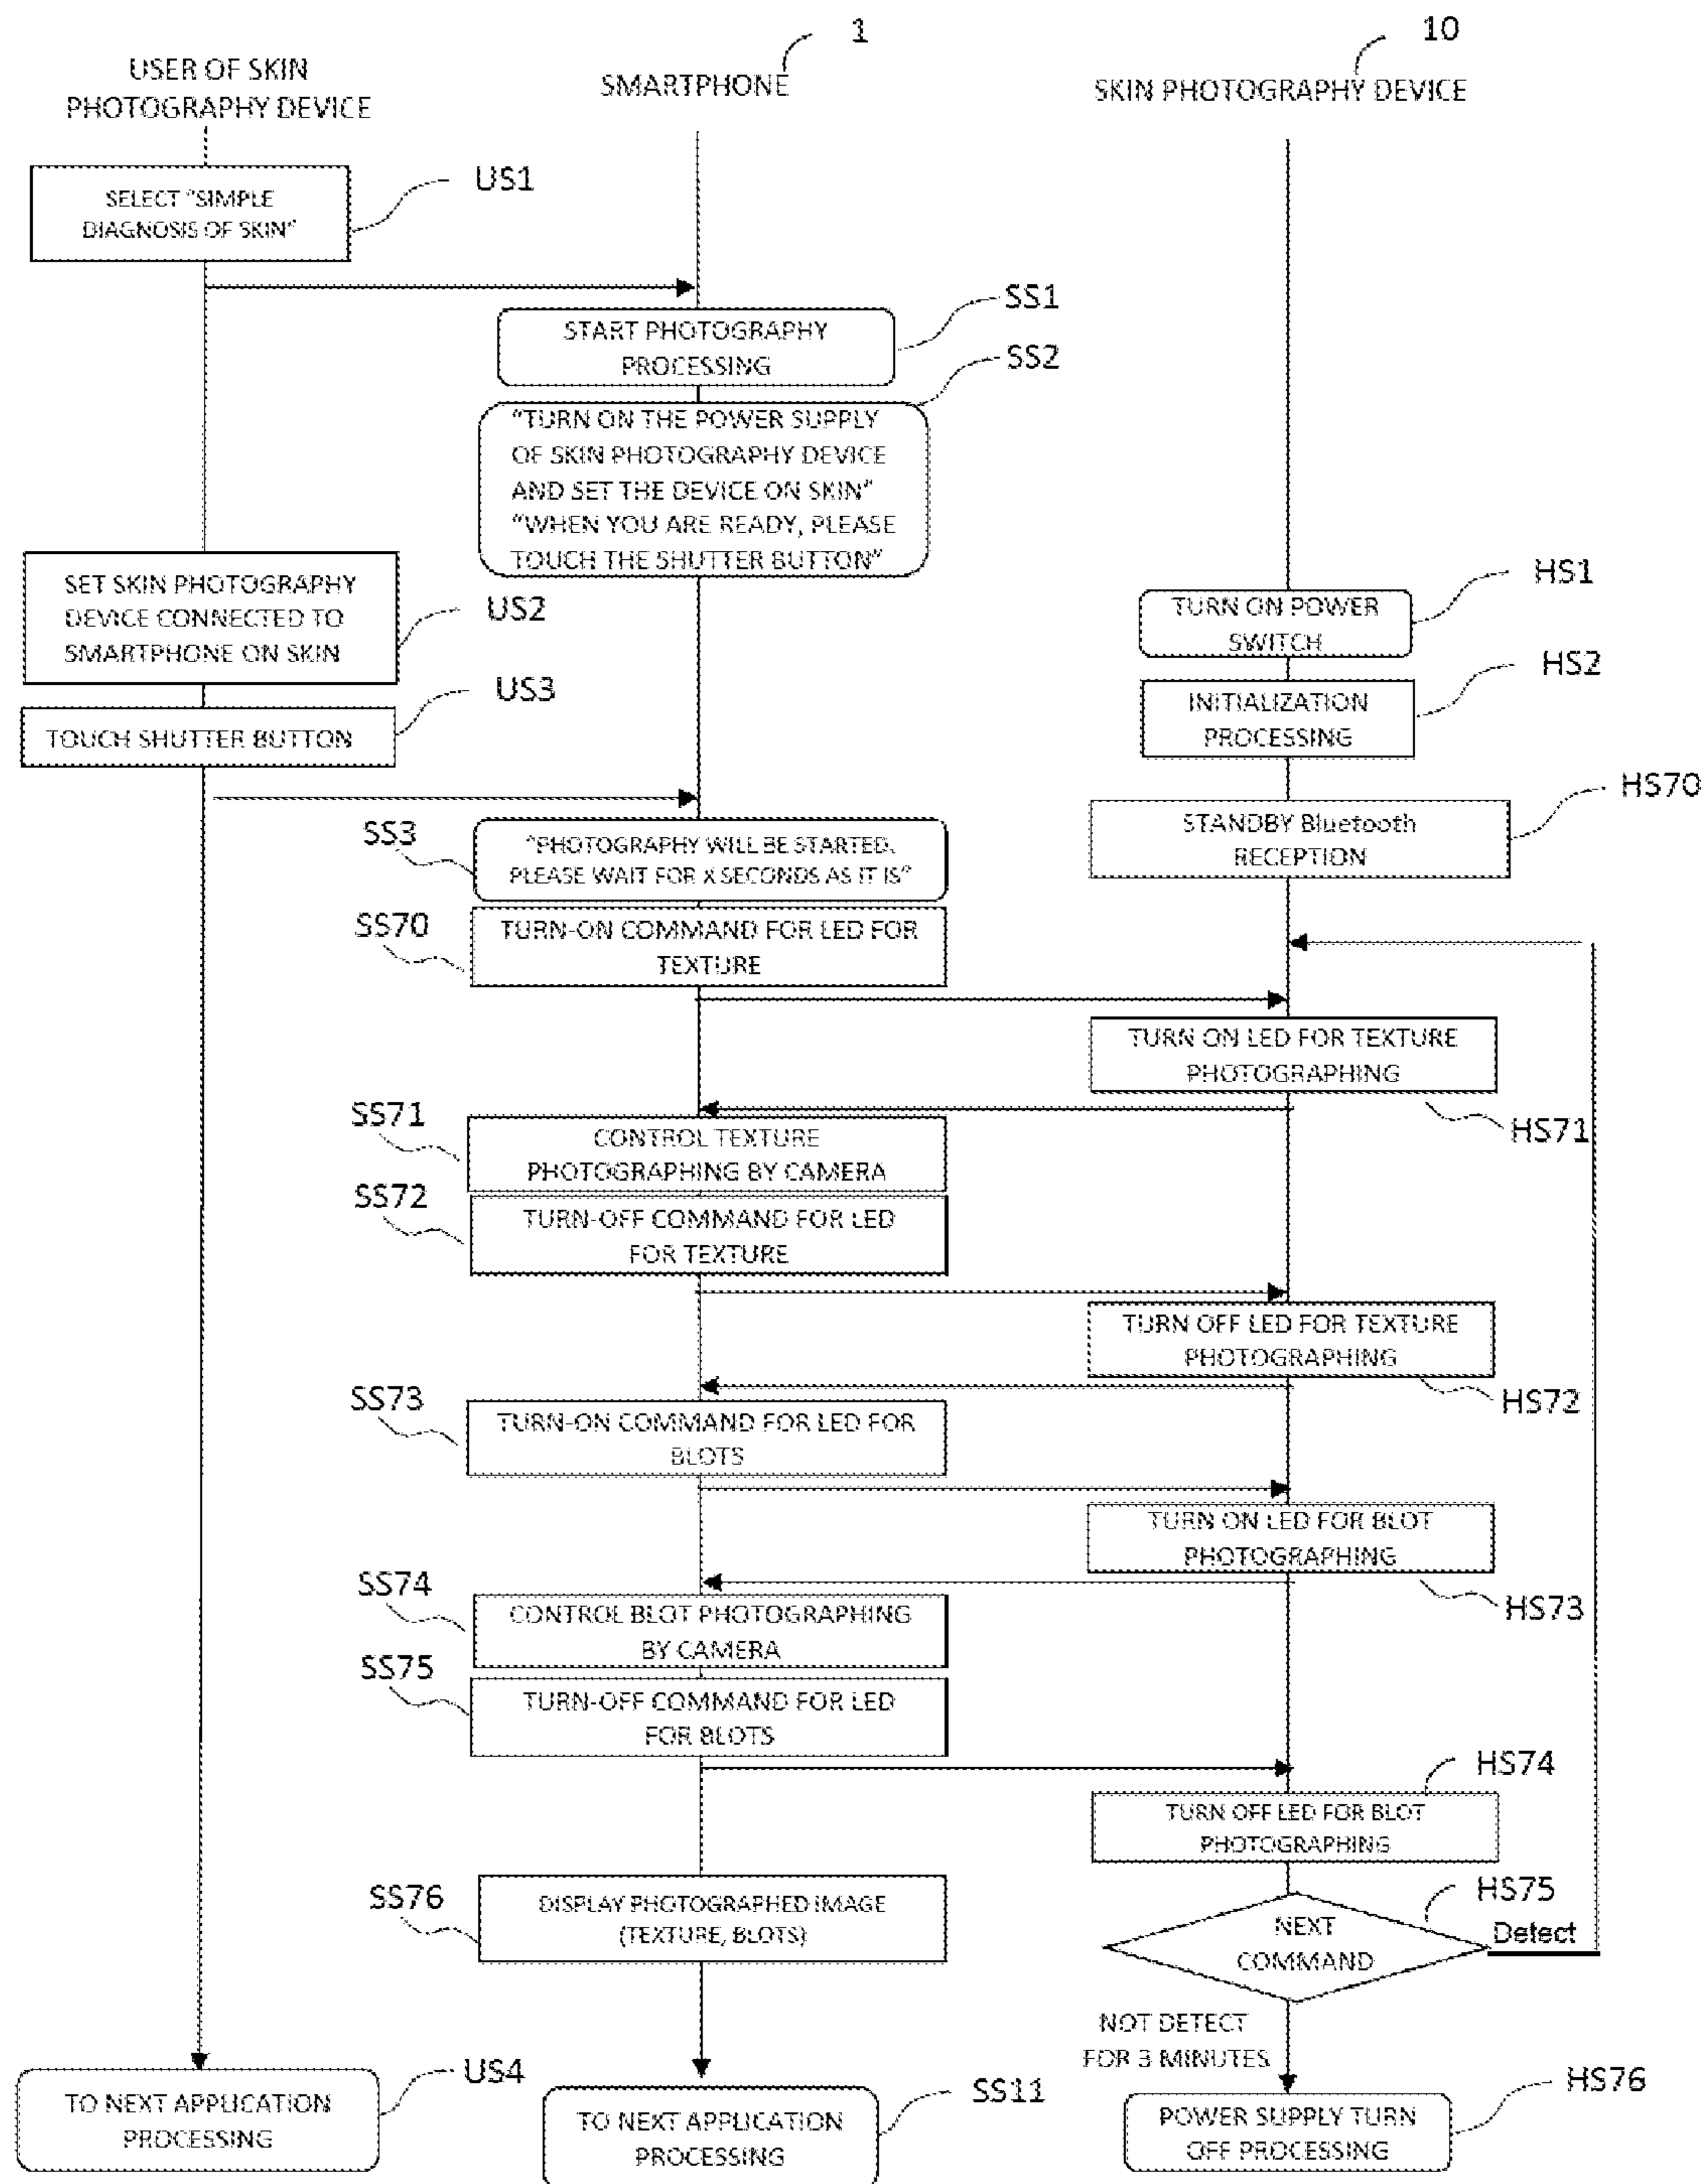 1
10
USER OF SKIN
PHOTOGRAPHY DEVICE
SMARTPHONE
SKIN PHOTOGRAPHY DEVICE
SELECT "SIMPLE
DIAGNOSIS OF SKIN"
US1
START PHOTOGRAPHY
PROCESSING
SS1
SS2
"TURN ON THE POWER SUPPLY
OF SKIN PHOTOGRAPHY DEVICE
AND SET THE DEVICE ON SKIN"
"WHEN YOU ARE READY, PLEASE
TOUCH THE SHUTTER BUTTON"
SET SKIN PHOTOGRAPHY
DEVICE CONNECTED TO
SMARTPHONE ON SKIN
US2
HS1
TURN ON POWER
SWITCH
HS2
INITIALIZATION
PROCESSING
US3
TOUCH SHUTTER BUTTON
HS70
STANDBY Bluetooth
RECEPTION
SS3
"PHOTOGRAPHY WILL BE STARTED.
PLEASE WAIT FOR X SECONDS AS IT IS"
SS70
TURN-ON COMMAND FOR LED FOR
TEXTURE
TURN ON LED FOR TEXTURE
PHOTOGRAPHING
HS71
SS71
CONTROL TEXTURE
PHOTOGRAPHING BY CAMERA
SS72
TURN-OFF COMMAND FOR LED
FOR TEXTURE
TURN OFF LED FOR TEXTURE
PHOTOGRAPHING
HS72
SS73
TURN-ON COMMAND FOR LED FOR
BLOTS
TURN ON LED FOR BLOT
PHOTOGRAPHING
HS73
SS74
CONTROL BLOT PHOTOGRAPHING
BY CAMERA
SS75
TURN-OFF COMMAND FOR LED
FOR BLOTS
HS74
TURN OFF LED FOR BLOT
PHOTOGRAPHING
SS76
DISPLAY PHOTOGRAPHED IMAGE
(TEXTURE, BLOTS)
HS75
NEXT
COMMAND
Detect
NOT DETECT
FOR 3 MINUTES
US4
TO NEXT APPLICATION
PROCESSING
SS11
TO NEXT APPLICATION
PROCESSING
HS76
POWER SUPPLY TURN
OFF PROCESSING